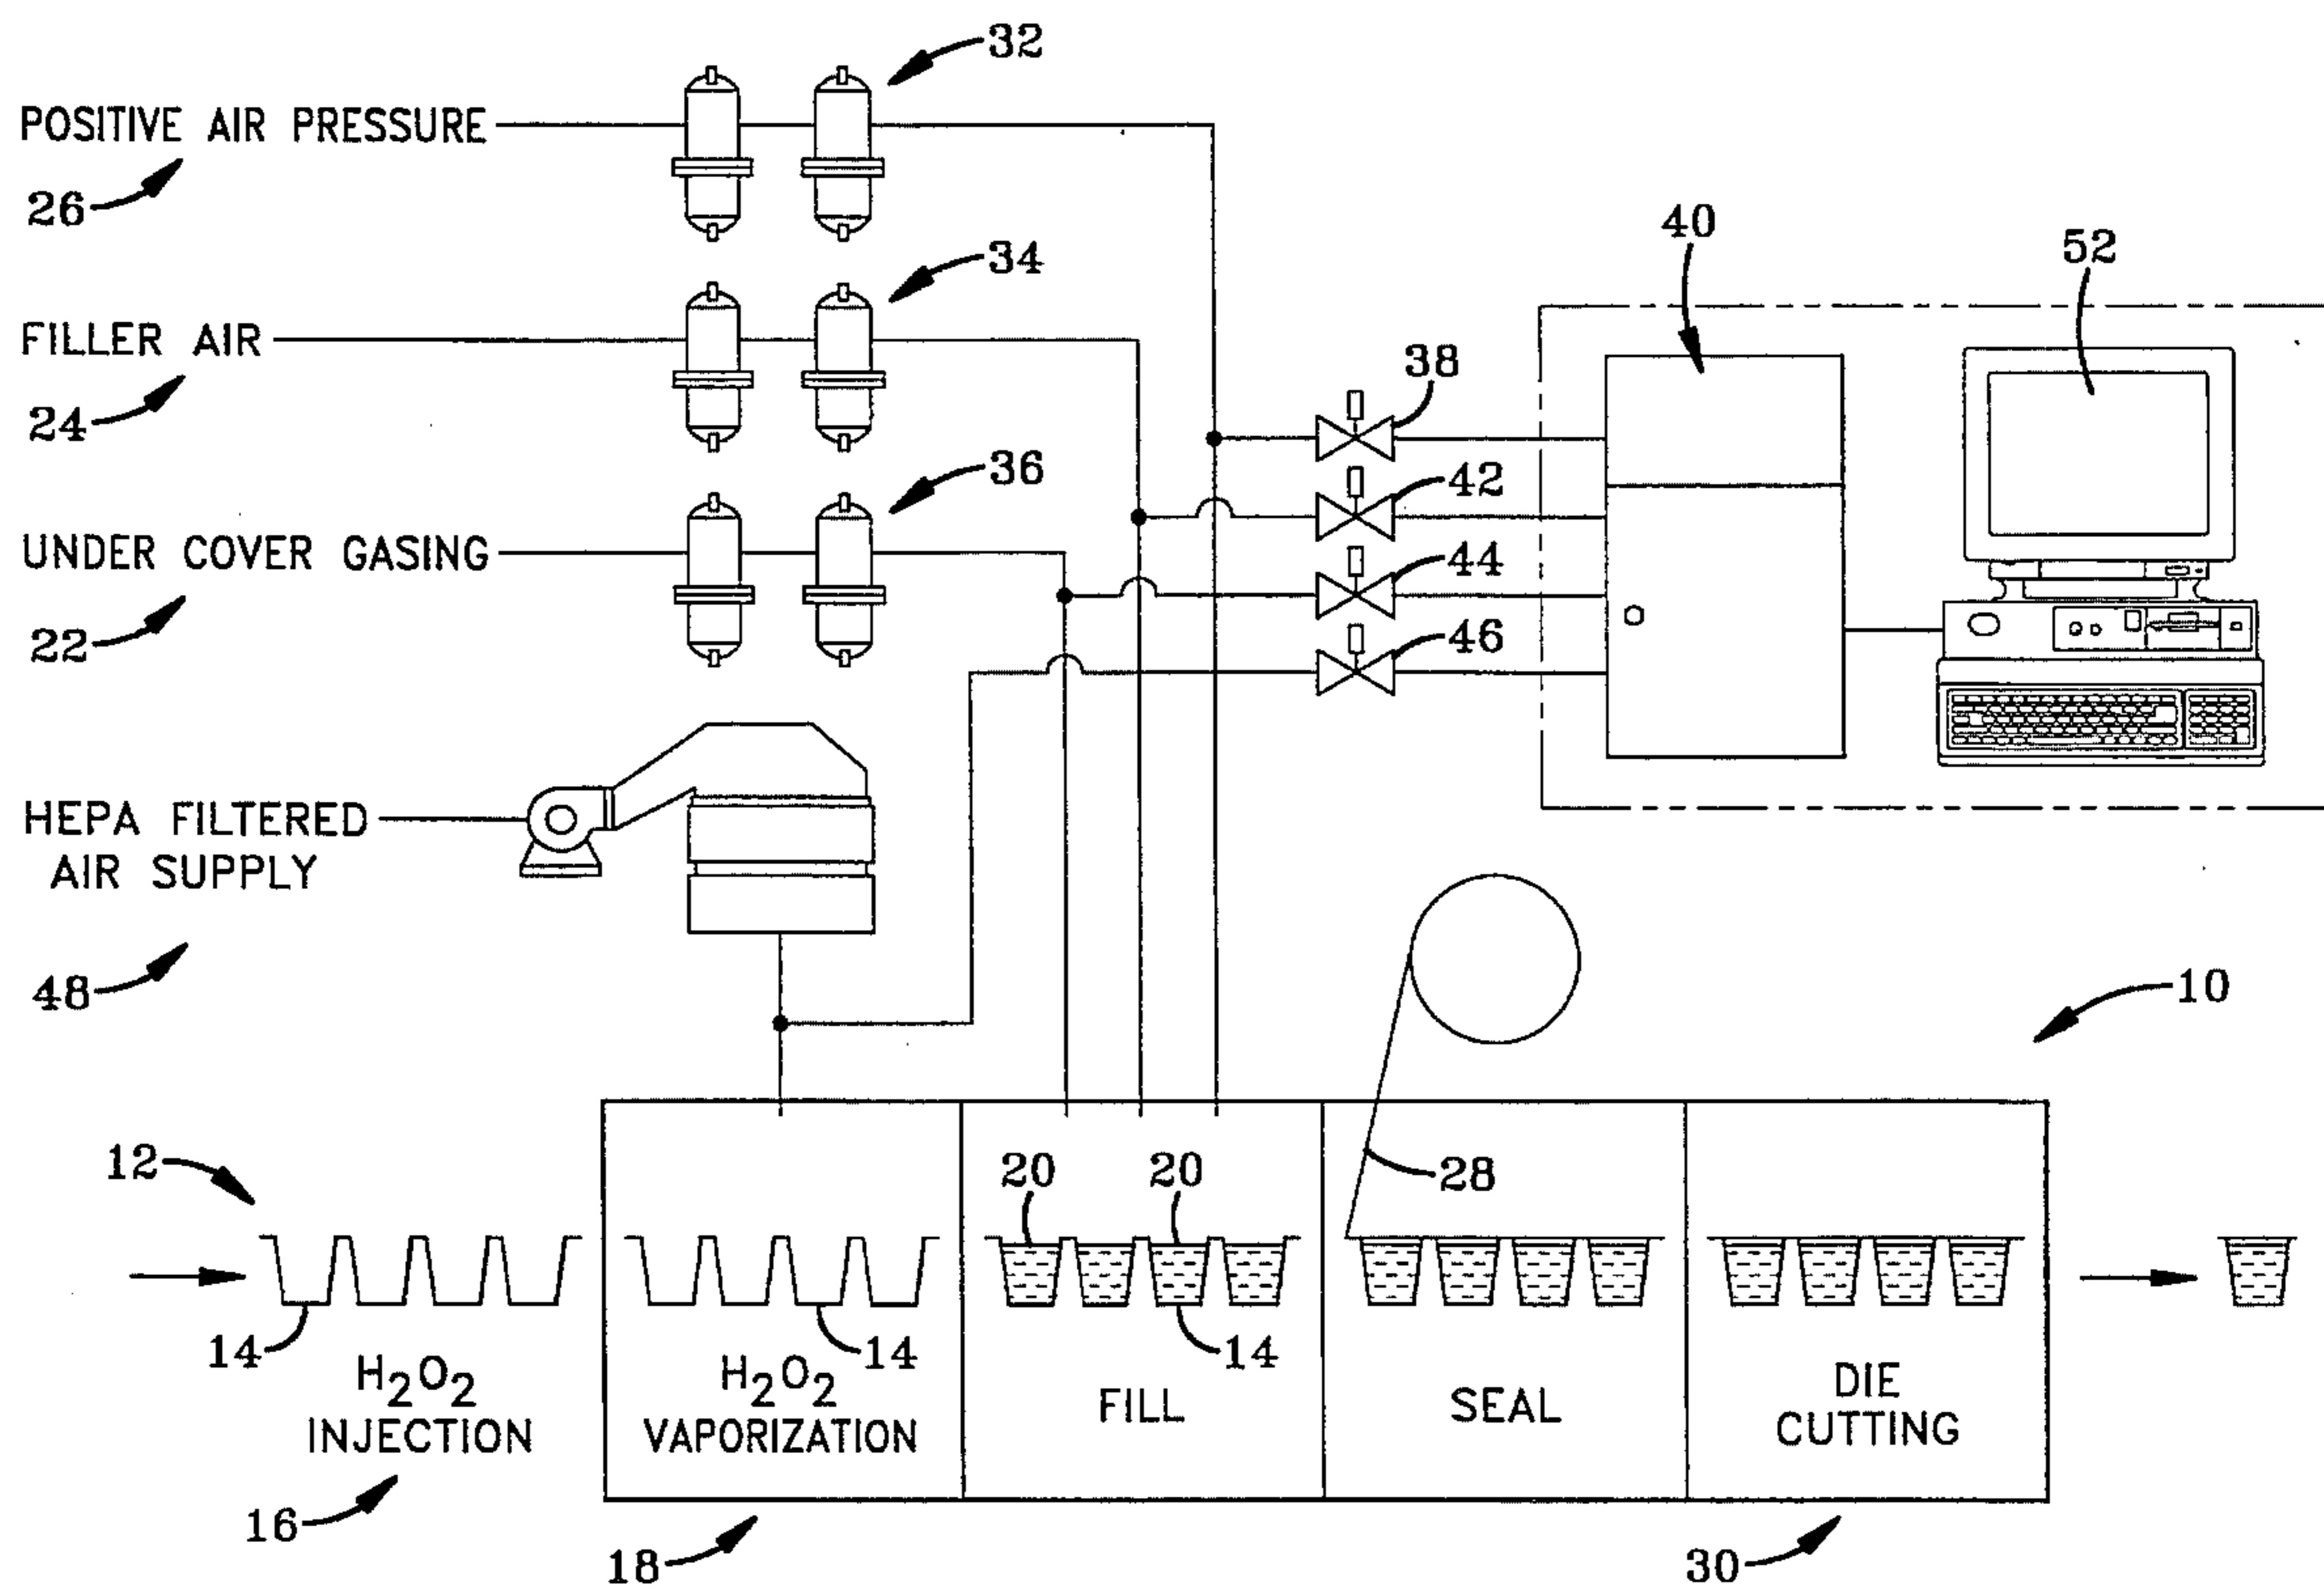 32
POSITIVE AIR PRESSURE
26
40
52
34
FILLER AIR
24
38
36
42
UNDER COVER GASING
44
22
46
HEPA FILTERED
AIR SUPPLY
48
10
12
20
20
28
14
14
14
H2O2
INJECTION
H2O2
VAPORIZATION
FILL
SEAL
DIE
CUTTING
16
18
30